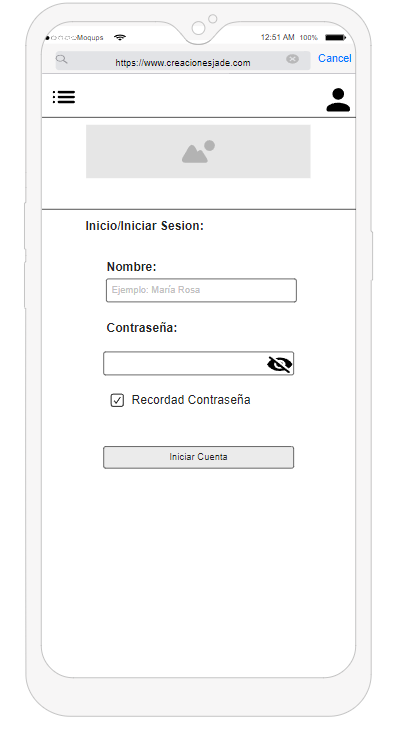 Moqups 12:51 AM 100%
https://www.creacionesjade.com Cancel
Inicio/Iniciar Sesion:
Nombre:
Ejemplo: María Rosa
Contraseña:
Recordad Contraseña
Iniciar Cuenta